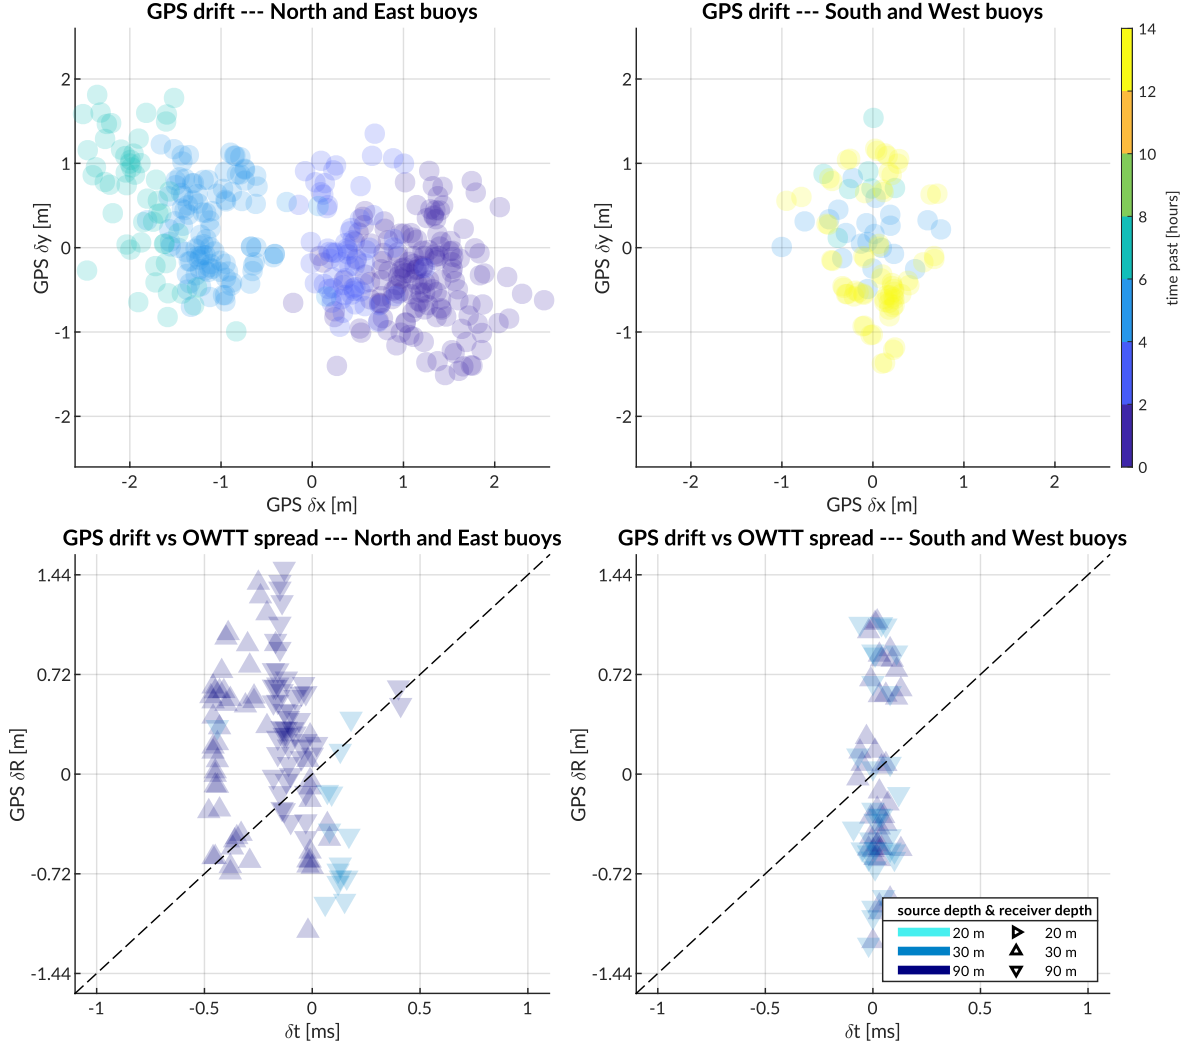 GPS drift --- North and East buoys
2
1
0
-1
-2
GPS δy [m]
-2
-1
0
1
2
GPS δx [m]
GPS drift --- South and West buoys
2
1
0
-1
-2
GPS δy [m]
-2
-1
0
1
2
GPS δx [m]
14
12
10
8
6
4
2
0
time past [hours]
GPS drift vs OWTT spread --- North and East buoys
1.44
0.72
0
-0.72
-1.44
GPS δR [m]
-1
-0.5
0
0.5
1
δt [ms]
GPS drift vs OWTT spread --- South and West buoys
1.44
0.72
0
-0.72
-1.44
GPS δR [m]
-1
-0.5
0
0.5
1
δt [ms]
source depth & receiver depth
20 m 20 m
30 m 30 m
90 m 90 m